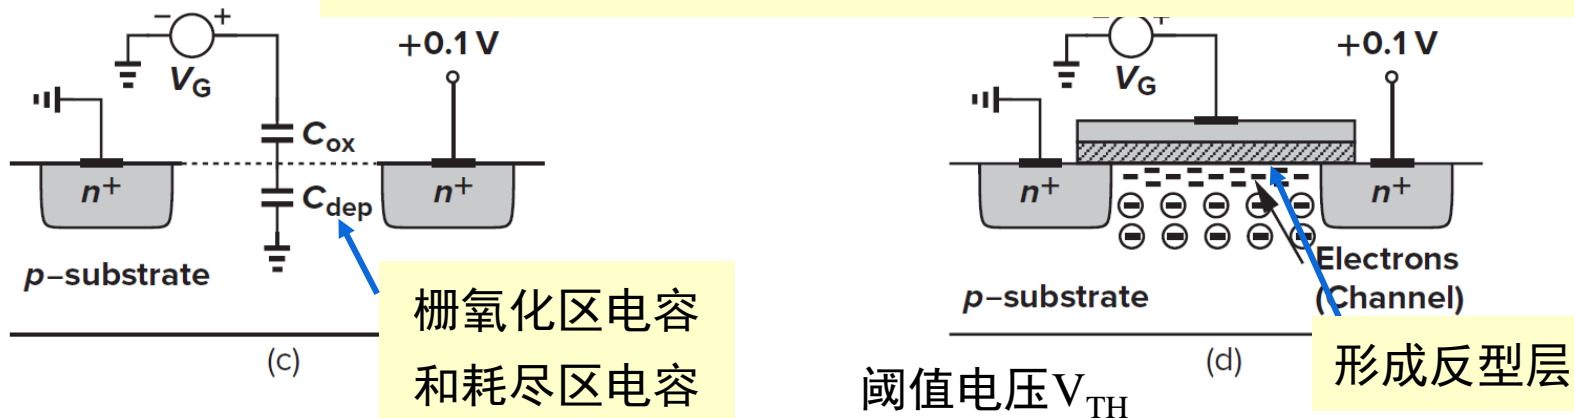 − +
+0.1 V
V_G
C_ox
n+
n+
C_dep
p−substrate
栅氧化区电容
和耗尽区电容
(c)
− +
+0.1 V
V_G
n+
n+
Electrons
(Channel)
p−substrate
形成反型层
(d)
阈值电压V_TH